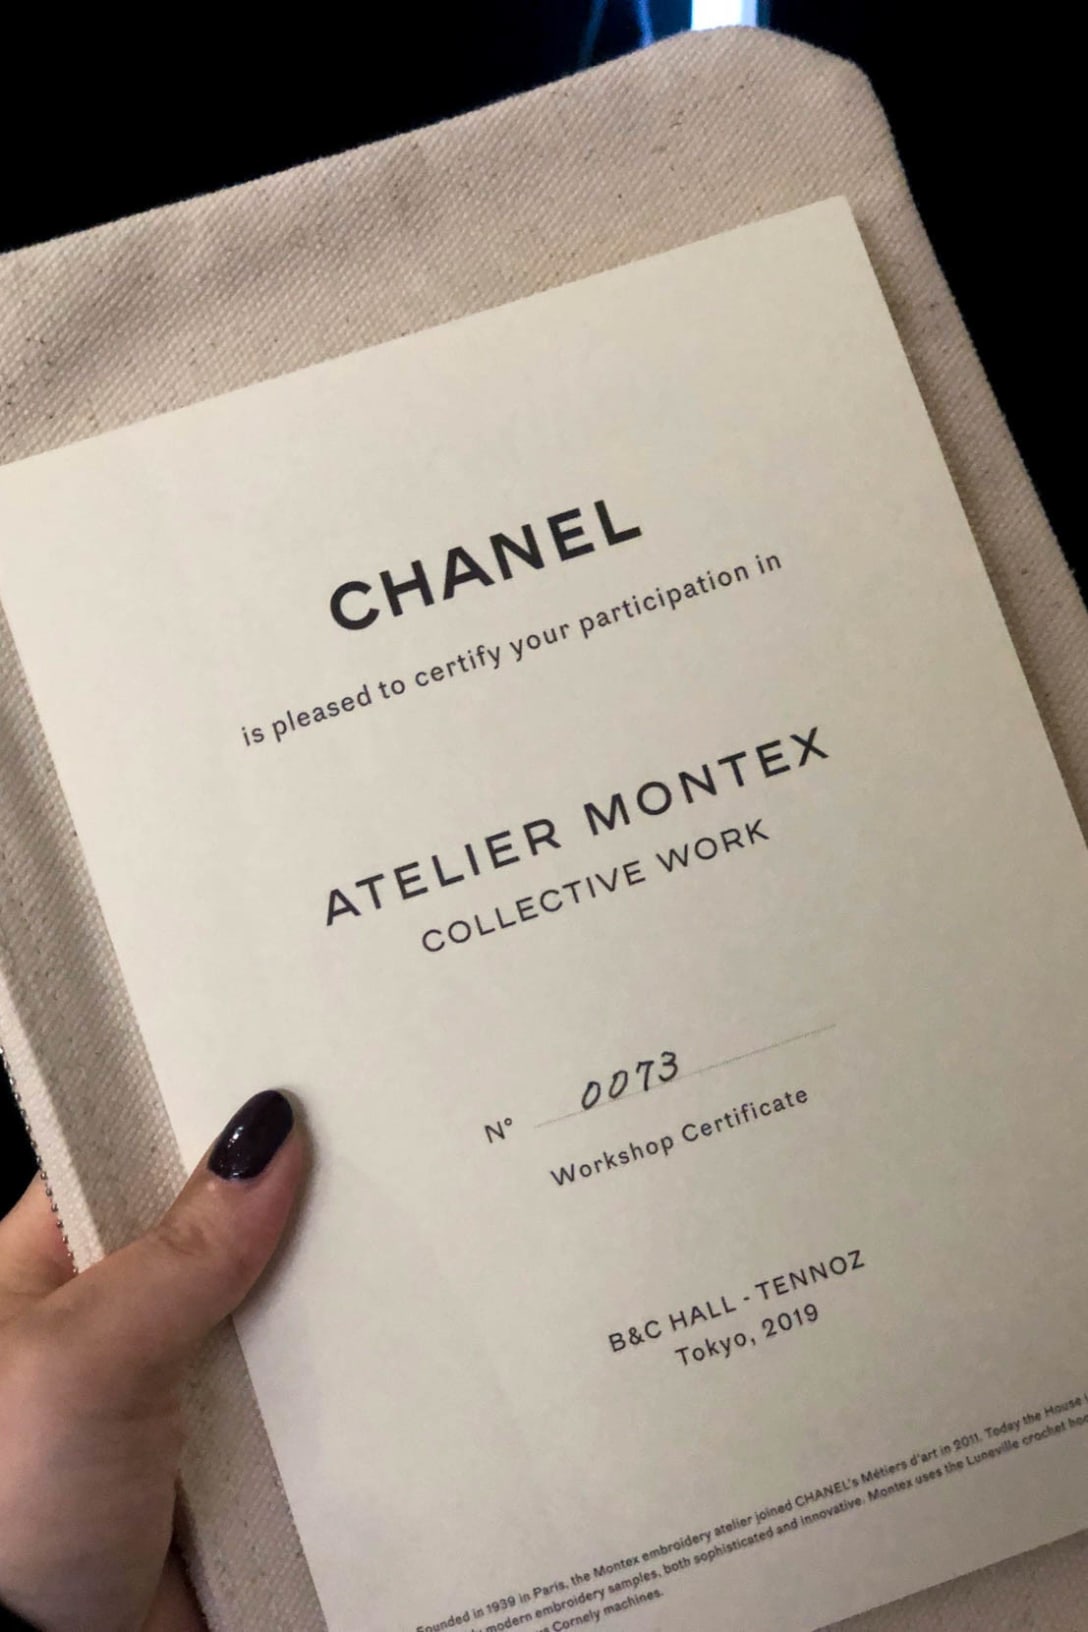 CHANEL
is pleased to certify your participation in
ATELIER MONTEX
COLLECTIVE WORK
N° 0073
Workshop Certificate
B&C HALL - TENNOZ
Tokyo, 2019
Founded in 1939 in Paris, the Montex embroidery atelier joined CHANEL's Métiers d'art in 2011. Today the House
modern embroidery samples, both sophisticated and innovative. Montex uses the Luneville crochet
Cornely machines.